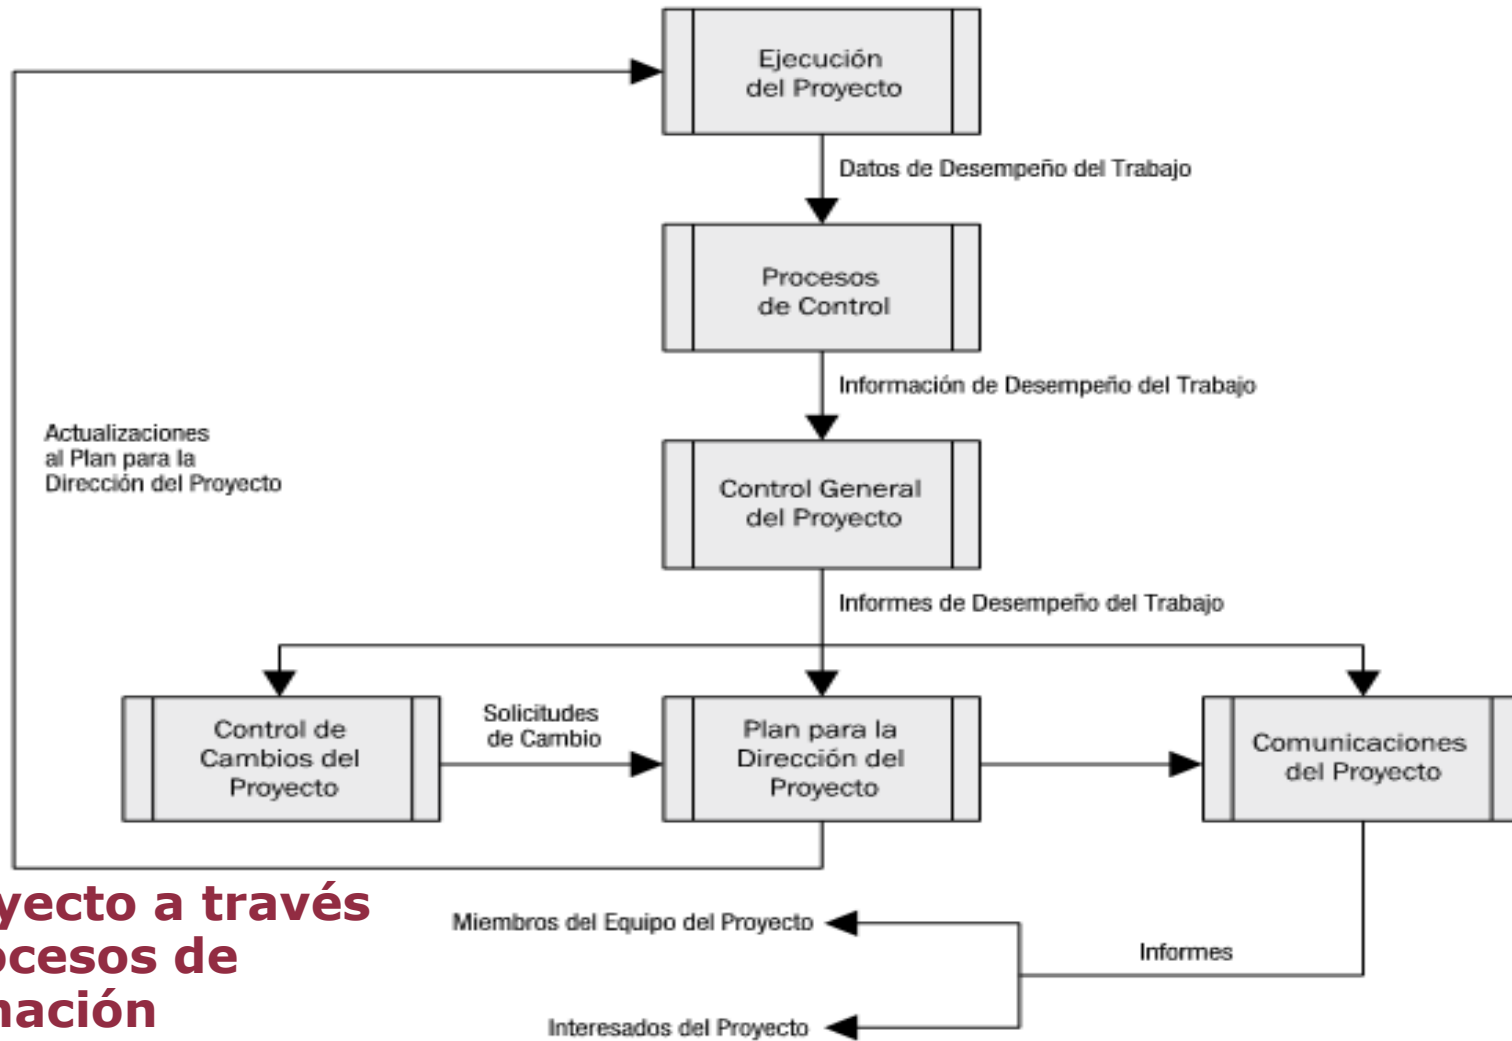 Ejecución
del Proyecto
Datos de Desempeño del Trabajo
Procesos
de Control
Información de Desempeño del Trabajo
Actualizaciones
al Plan para la
Dirección del Proyecto
Control General
del Proyecto
Informes de Desempeño del Trabajo
Control de
Cambios del
Proyecto
Solicitudes
de Cambio
Plan para la
Dirección del
Proyecto
Comunicaciones
del Proyecto
yecto a través
ocesos de
nación
Miembros del Equipo del Proyecto
Informes
Interesados del Proyecto